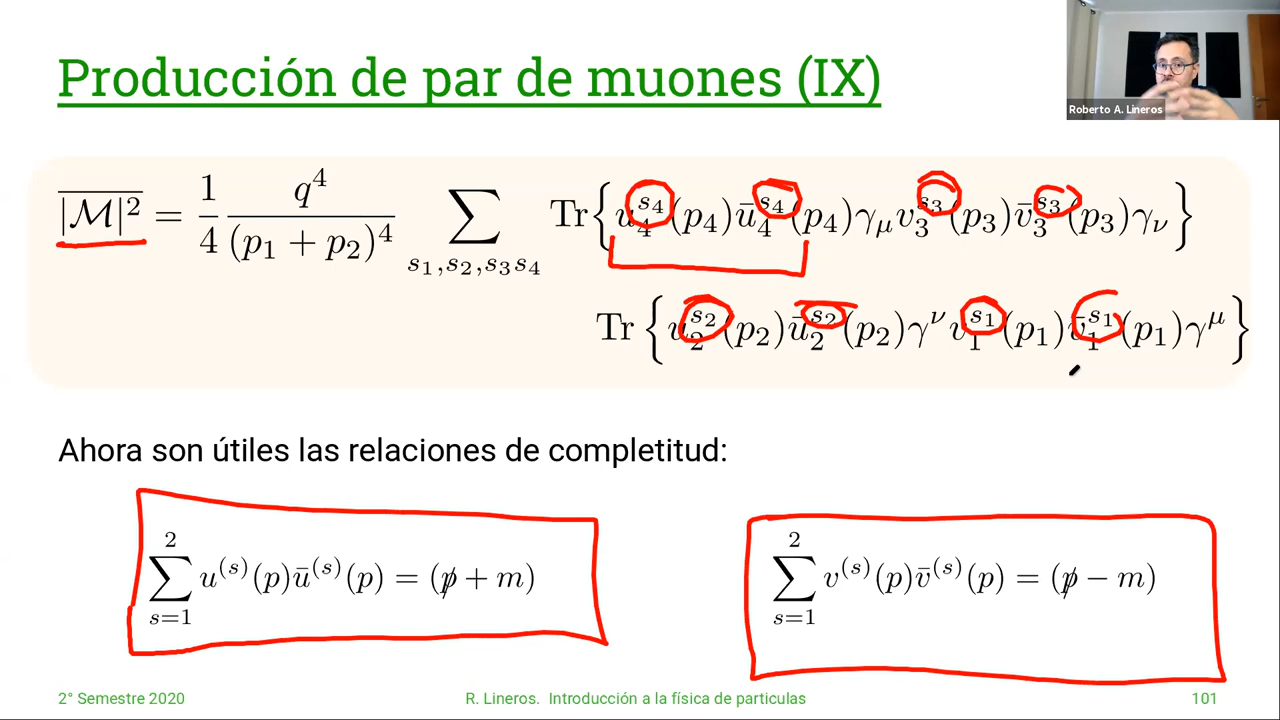 Producción de par de muones (IX)
Roberto A. Lineros
$\overline{|\mathcal{M}|^2} = \frac{1}{4} \frac{q^4}{(p_1 + p_2)^4} \sum_{s_1,s_2,s_3 s_4} \mathrm{Tr}\left\{ u_4^{s_4}(p_4) \bar{u}_4^{s_4}(p_4) \gamma_\mu v_3^{s_3}(p_3) \bar{v}_3^{s_3}(p_3) \gamma_\nu \right\}$
$\mathrm{Tr}\left\{ u_2^{s_2}(p_2) \bar{u}_2^{s_2}(p_2) \gamma^\nu v_1^{s_1}(p_1) \bar{v}_1^{s_1}(p_1) \gamma^\mu \right\}$
Ahora son útiles las relaciones de completitud:
$\sum_{s=1}^{2} u^{(s)}(p) \bar{u}^{(s)}(p) = (\not{p} + m)$
$\sum_{s=1}^{2} v^{(s)}(p) \bar{v}^{(s)}(p) = (\not{p} - m)$
2° Semestre 2020
R. Lineros. Introducción a la física de particulas
101